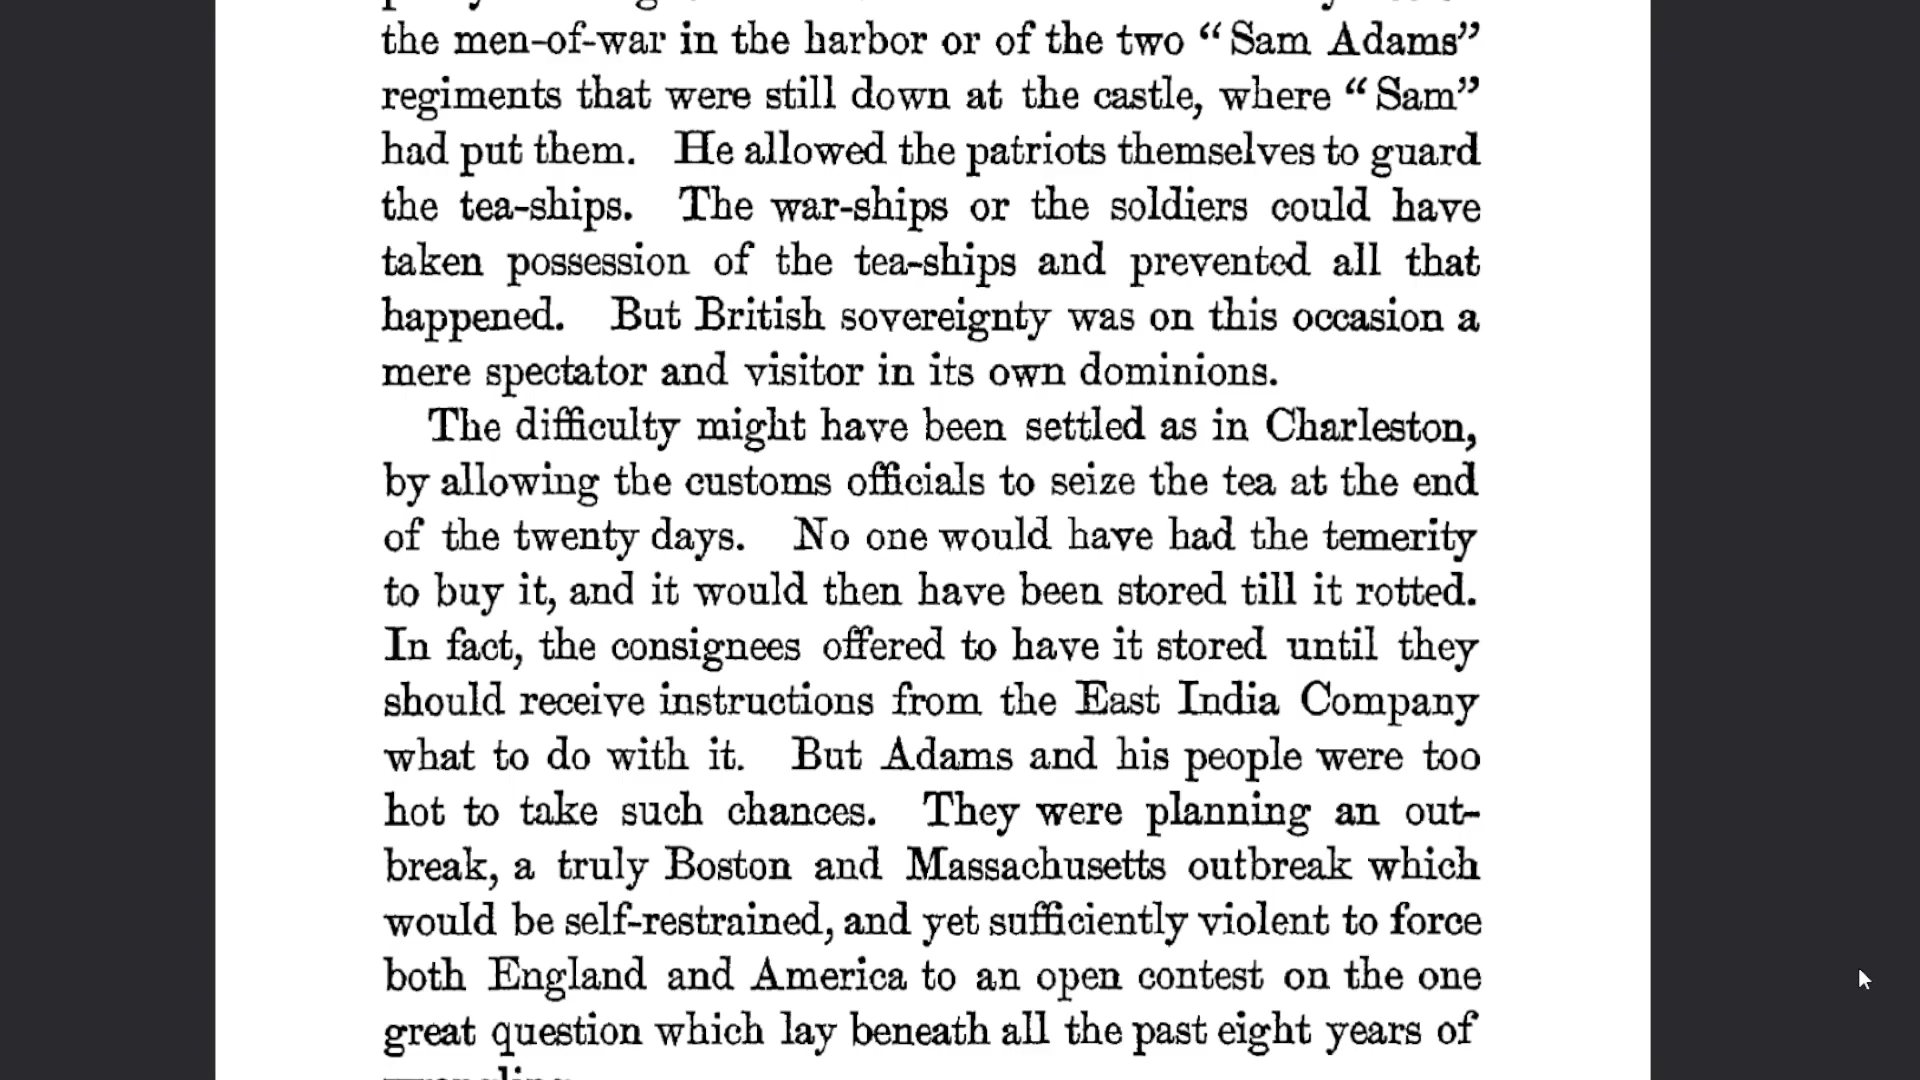 the men-of-war in the harbor or of the two “Sam Adams”
regiments that were still down at the castle, where “Sam”
had put them. He allowed the patriots themselves to guard
the tea-ships. The war-ships or the soldiers could have
taken possession of the tea-ships and prevented all that
happened. But British sovereignty was on this occasion a
mere spectator and visitor in its own dominions.
The difficulty might have been settled as in Charleston,
by allowing the customs officials to seize the tea at the end
of the twenty days. No one would have had the temerity
to buy it, and it would then have been stored till it rotted.
In fact, the consignees offered to have it stored until they
should receive instructions from the East India Company
what to do with it. But Adams and his people were too
hot to take such chances. They were planning an out-
break, a truly Boston and Massachusetts outbreak which
would be self-restrained, and yet sufficiently violent to force
both England and America to an open contest on the one
great question which lay beneath all the past eight years of